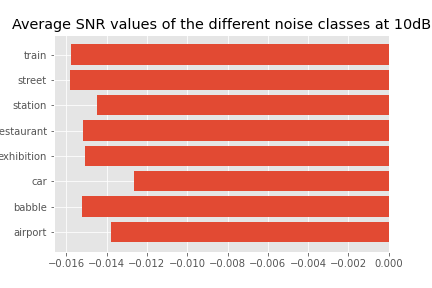 Average SNR values of the different noise classes at 10dB
train
street
station
estaurant
exhibition
car
babble
airport
−0.016 −0.014 −0.012 −0.010 −0.008 −0.006 −0.004 −0.002 0.000